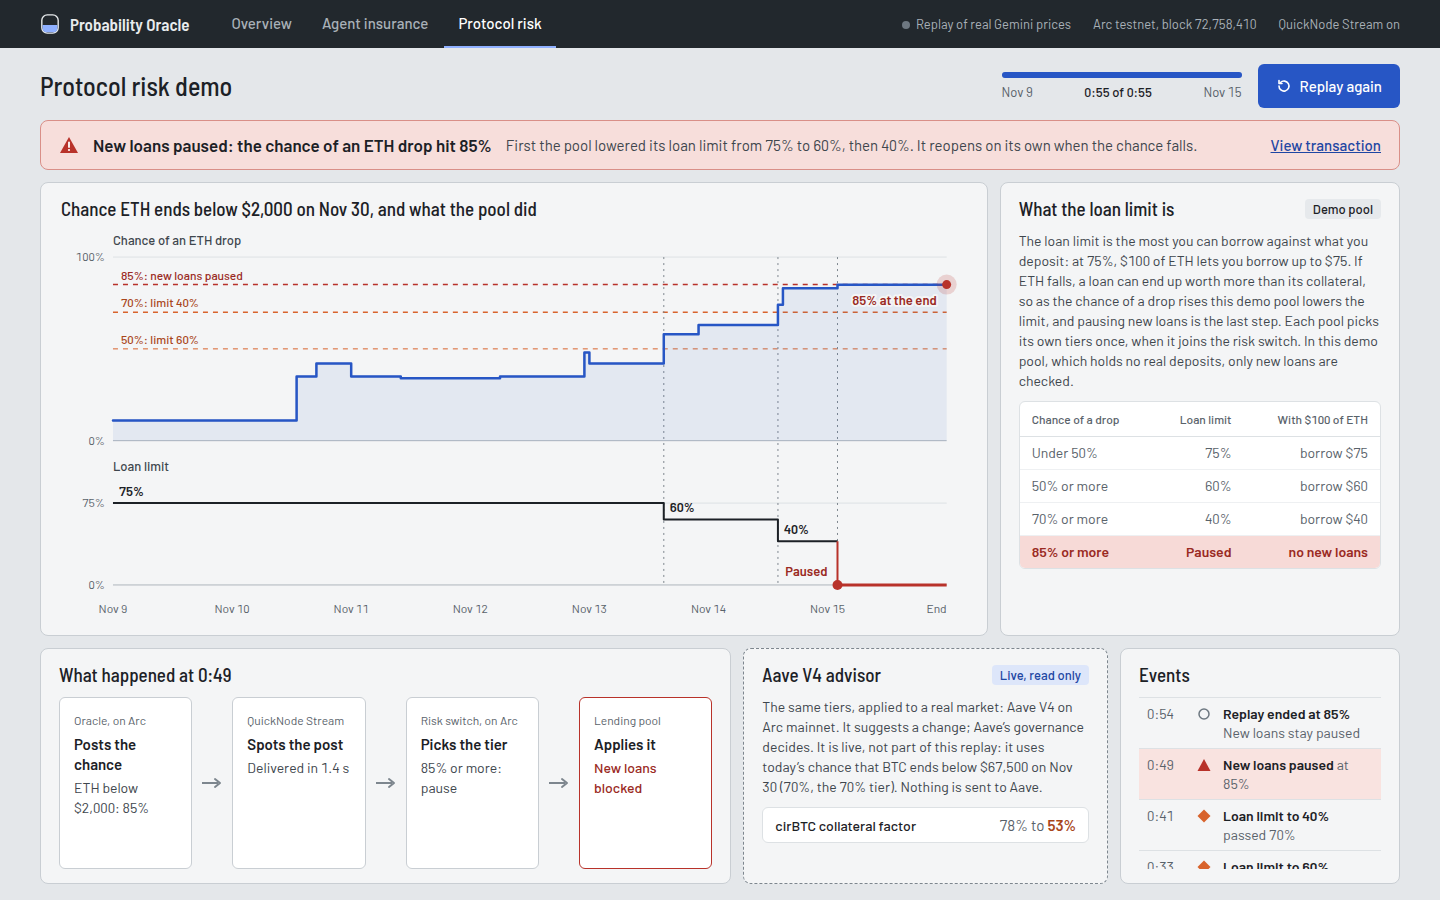 Probability Oracle
Overview
Agent insurance
Protocol risk
Replay of real Gemini prices
Arc testnet, block 72,758,410
QuickNode Stream on
Protocol risk demo
Nov 9
0:55 of 0:55
Nov 15
Replay again
New loans paused: the chance of an ETH drop hit 85%
First the pool lowered its loan limit from 75% to 60%, then 40%. It reopens on its own when the chance falls.
View transaction
Chance ETH ends below $2,000 on Nov 30, and what the pool did
Chance of an ETH drop
100%
85%: new loans paused
70%: limit 40%
85% at the end
50%: limit 60%
0%
Loan limit
75%
75%
60%
40%
Paused
0%
Nov 9
Nov 10
Nov 11
Nov 12
Nov 13
Nov 14
Nov 15
End
What the loan limit is
Demo pool
The loan limit is the most you can borrow against what you
deposit: at 75%, $100 of ETH lets you borrow up to $75. If
ETH falls, a loan can end up worth more than its collateral,
so as the chance of a drop rises this demo pool lowers the
limit, and pausing new loans is the last step. Each pool picks
its own tiers once, when it joins the risk switch. In this demo
pool, which holds no real deposits, only new loans are
checked.
Chance of a drop
Loan limit
With $100 of ETH
Under 50%
75%
borrow $75
50% or more
60%
borrow $60
70% or more
40%
borrow $40
85% or more
Paused
no new loans
What happened at 0:49
Oracle, on Arc
Posts the
chance
ETH below
$2,000: 85%
QuickNode Stream
Spots the post
Delivered in 1.4 s
Risk switch, on Arc
Picks the tier
85% or more:
pause
Lending pool
Applies it
New loans
blocked
Aave V4 advisor
Live, read only
The same tiers, applied to a real market: Aave V4 on
Arc mainnet. It suggests a change; Aave's governance
decides. It is live, not part of this replay: it uses
today's chance that BTC ends below $67,500 on Nov
30 (70%, the 70% tier). Nothing is sent to Aave.
cirBTC collateral factor
78% to 53%
Events
0:54
Replay ended at 85%
New loans stay paused
0:49
New loans paused at
85%
0:41
Loan limit to 40%
passed 70%
0:33
Loan limit to 60%